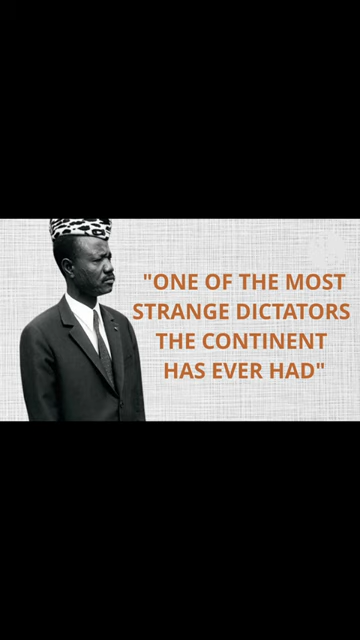 "ONE OF THE MOST
STRANGE DICTATORS
THE CONTINENT
HAS EVER HAD"